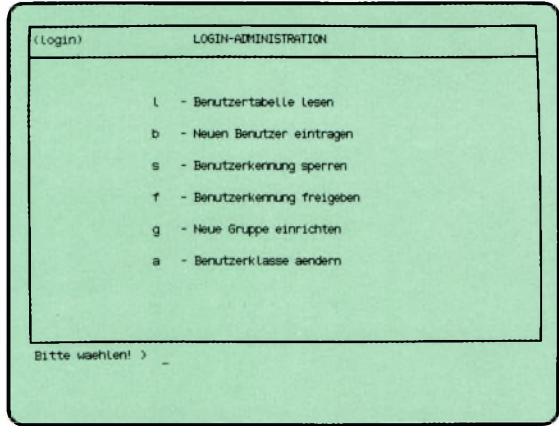 (login) LOGIN-ADMINISTRATION
l - Benutzertabelle lesen
b - Neuen Benutzer eintragen
s - Benutzerkennung sperren
f - Benutzerkennung freigeben
g - Neue Gruppe einrichten
a - Benutzerklasse aendern
Bitte waehlen! > _